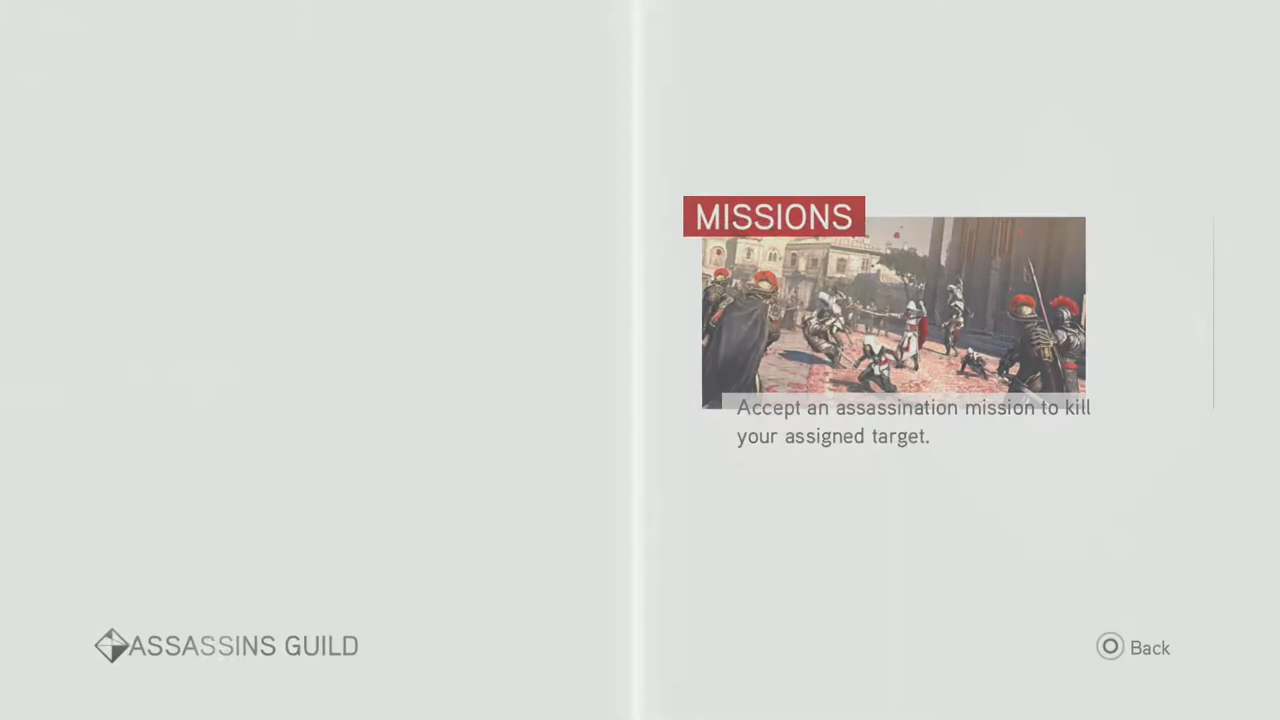 MISSIONS
Accept an assassination mission to kill
your assigned target.
ASSASSINS GUILD
Back